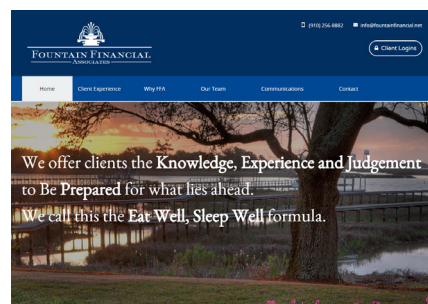 (910) 256-8882 info@fountainfinancial.net
FOUNTAIN FINANCIAL
ASSOCIATES
Client Logins
Home Client Experience Why FFA Our Team Communications Contact
We offer clients the Knowledge, Experience and Judgement
to Be Prepared for what lies ahead.
We call this the Eat Well, Sleep Well formula.